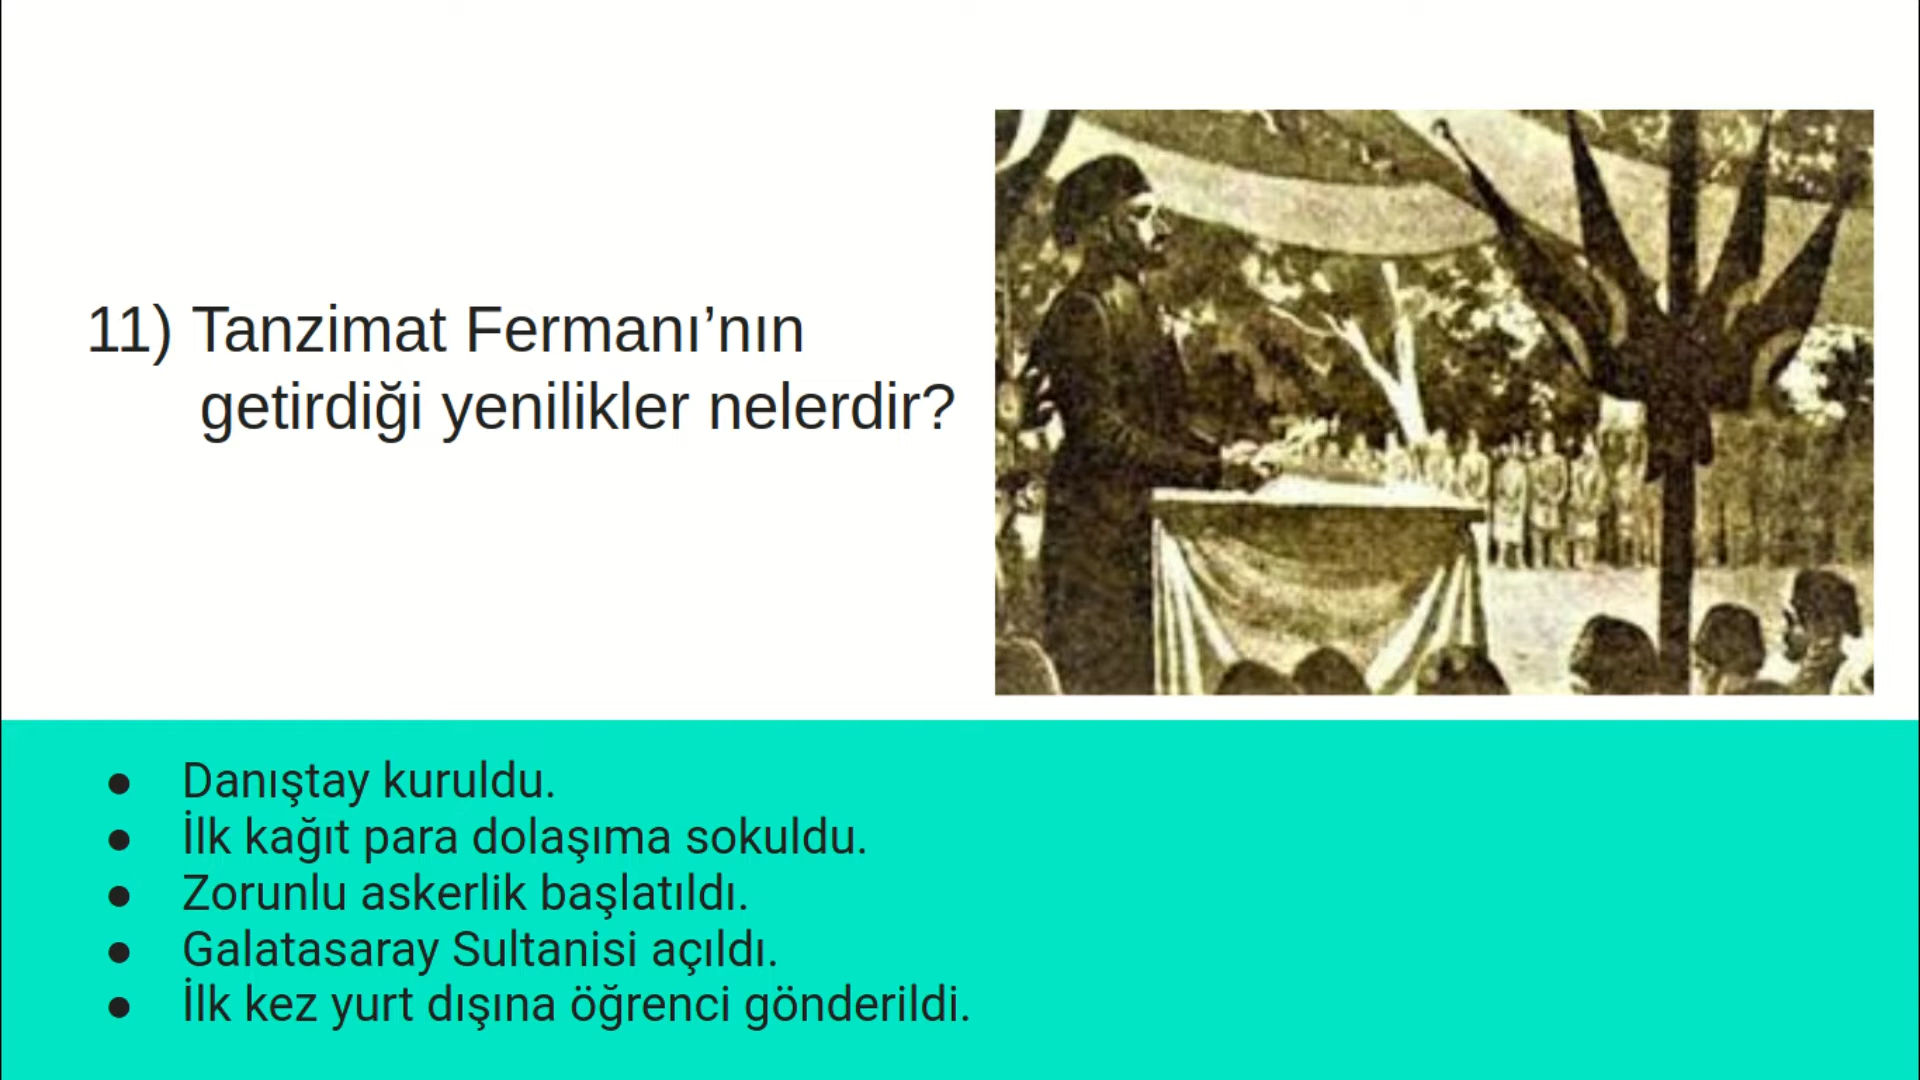 11) Tanzimat Fermanı’nın
getirdiği yenilikler nelerdir?
● Danıştay kuruldu.
● İlk kağıt para dolaşıma sokuldu.
● Zorunlu askerlik başlatıldı.
● Galatasaray Sultanisi açıldı.
● İlk kez yurt dışına öğrenci gönderildi.